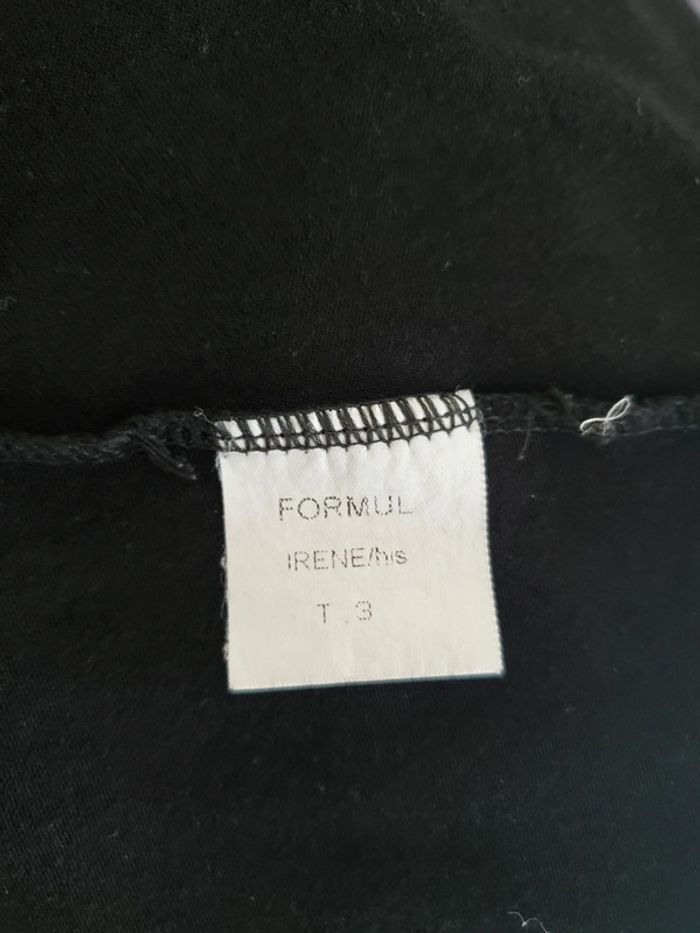 FORMUL
IRENE/his
T . 3